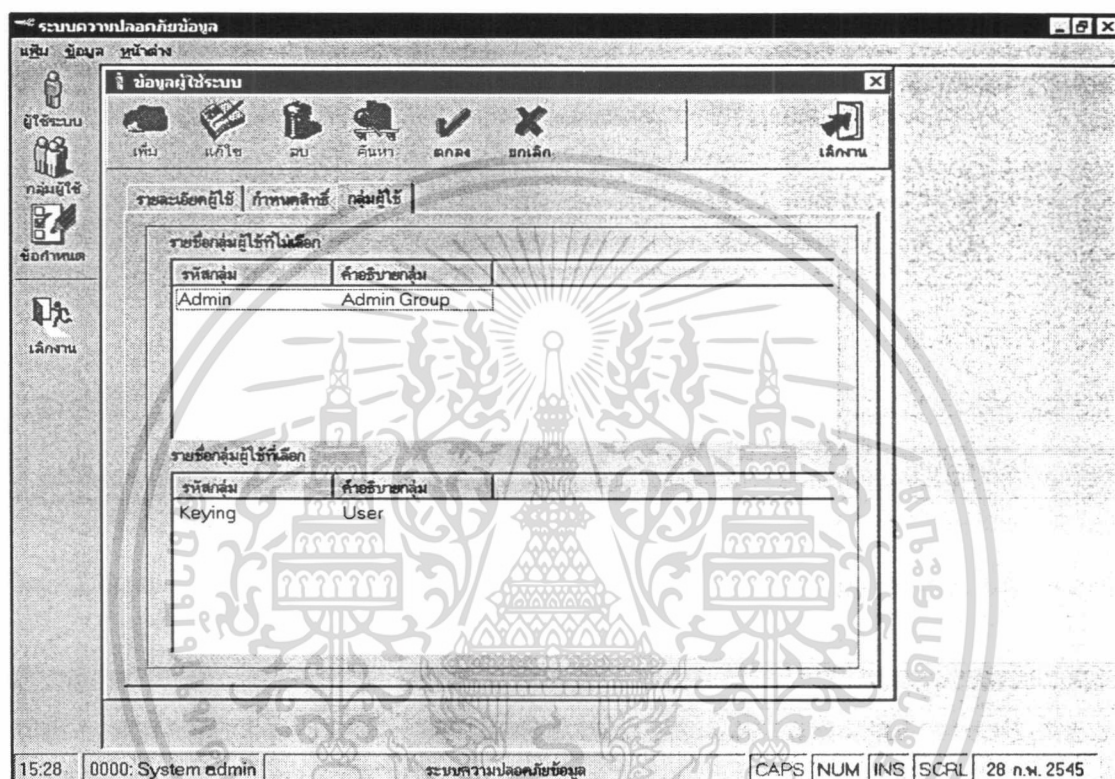 ระบบความปลอดภัยข้อมูล
แฟ้ม ข้อมูล หน้าต่าง
ผู้ใช้ระบบ
กลุ่มผู้ใช้
ข้อกำหนด
เลิกงาน
ข้อมูลผู้ใช้ระบบ
เพิ่ม แก้ไข ลบ ค้นหา ตกลง ยกเลิก เลิกงาน
รายละเอียดผู้ใช้ กำหนดสิทธิ์ กลุ่มผู้ใช้
รายชื่อกลุ่มผู้ใช้ที่ไม่เลือก
รหัสกลุ่ม คำอธิบายกลุ่ม
Admin Admin Group
รายชื่อกลุ่มผู้ใช้ที่เลือก
รหัสกลุ่ม คำอธิบายกลุ่ม
Keying User
15:28 0000: System admin ระบบความปลอดภัยข้อมูล CAPS NUM INS SCRL 28 ก.พ. 2545